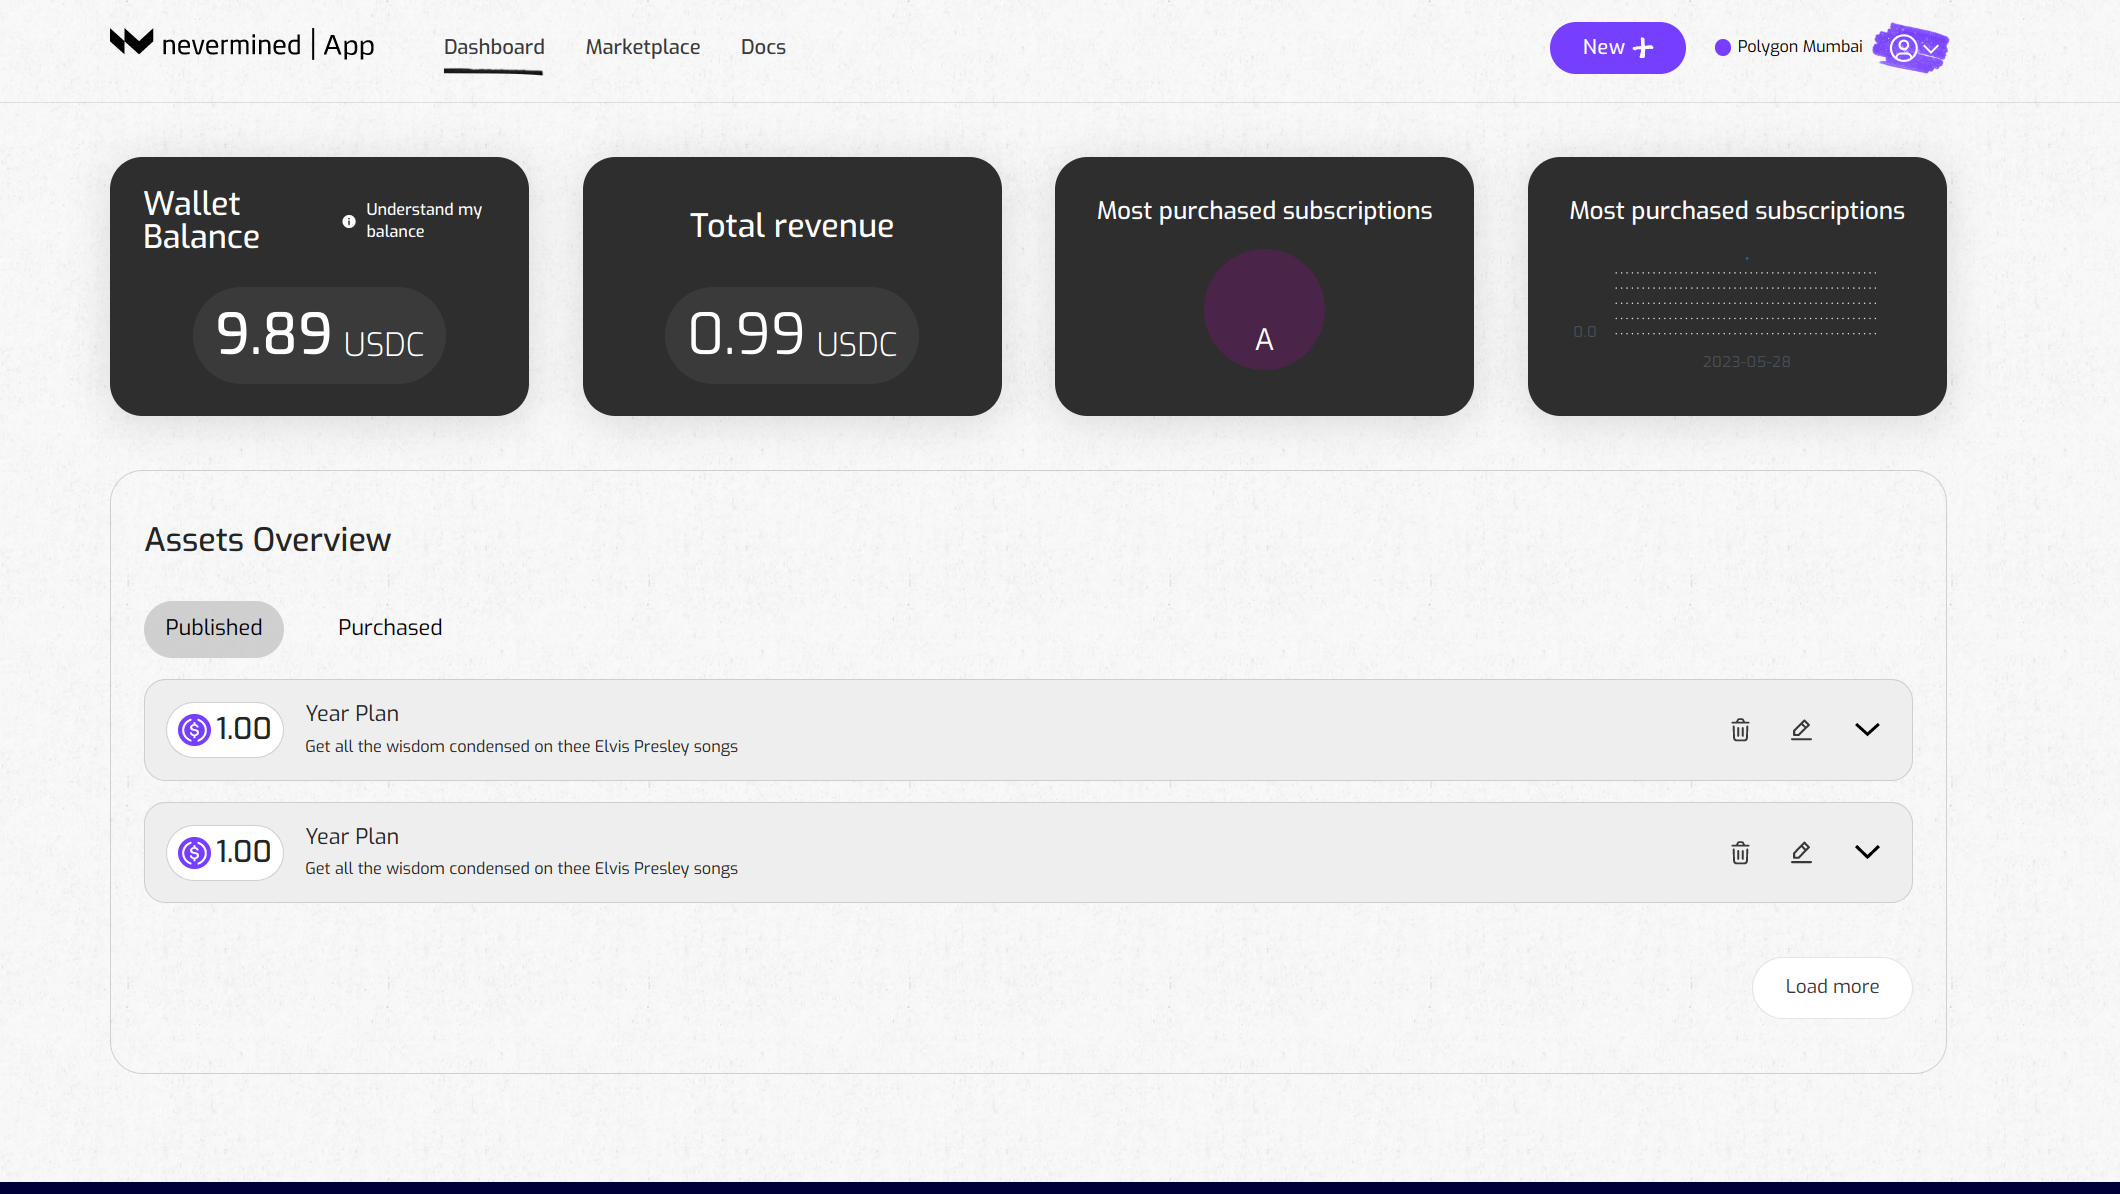 nevermined | App
Dashboard
Marketplace
Docs
New
Polygon Mumbai
Wallet
Balance
Understand my
balance
9.89 USDC
Total revenue
0.99 USDC
Most purchased subscriptions
A
Most purchased subscriptions
0.0
2023-05-28
Assets Overview
Published
Purchased
1.00
Year Plan
Get all the wisdom condensed on thee Elvis Presley songs
1.00
Year Plan
Get all the wisdom condensed on thee Elvis Presley songs
Load more